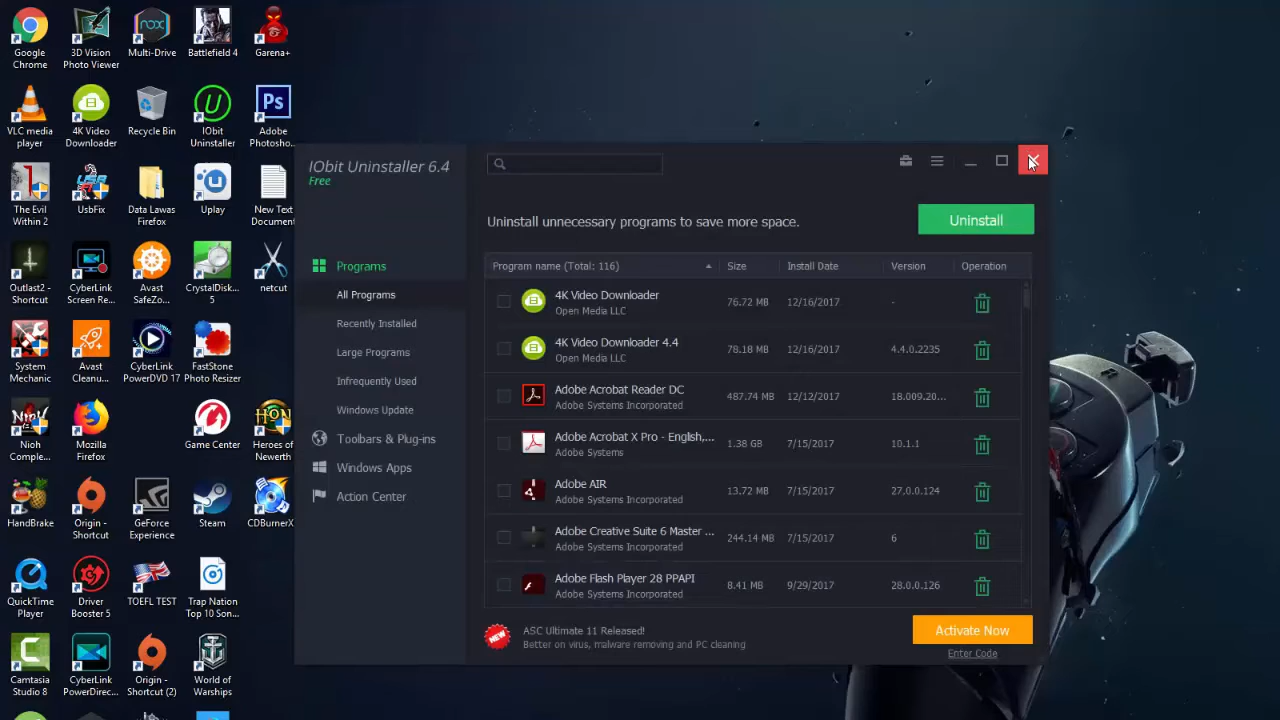 Google
Chrome
3D Vision
Photo Viewer
Multi-Drive
Battlefield 4
Garena+
VLC media
player
4K Video
Downloader
Recycle Bin
IObit
Uninstaller
Adobe
Photosho...
The Evil
Within 2
UsbFix
Data Lawas
Firefox
Uplay
New Text
Document
Outlast2 -
Shortcut
CyberLink
Screen Re...
Avast
SafeZo...
CrystalDisk...
5
netcut
System
Mechanic
Avast
Cleanu...
CyberLink
PowerDVD 17
FastStone
Photo Resizer
Nioh
Comple...
Mozilla
Firefox
Game Center
Heroes of
Newerth
HandBrake
Origin -
Shortcut
GeForce
Experience
Steam
CDBurnerX
QuickTime
Player
Driver
Booster 5
TOEFL TEST
Trap Nation
Top 10 Son...
Camtasia
Studio 8
CyberLink
PowerDirec...
Origin -
Shortcut (2)
World of
Warships
IObit Uninstaller 6.4
Free
Programs
All Programs
Recently Installed
Large Programs
Infrequently Used
Windows Update
Toolbars & Plug-ins
Windows Apps
Action Center
Uninstall unnecessary programs to save more space.
Uninstall
Program name (Total: 116) Size Install Date Version Operation
4K Video Downloader
Open Media LLC
76.72 MB 12/16/2017 -
4K Video Downloader 4.4
Open Media LLC
78.18 MB 12/16/2017 4.4.0.2235
Adobe Acrobat Reader DC
Adobe Systems Incorporated
487.74 MB 12/12/2017 18.009.20...
Adobe Acrobat X Pro - English,...
Adobe Systems
1.38 GB 7/15/2017 10.1.1
Adobe AIR
Adobe Systems Incorporated
13.72 MB 7/15/2017 27.0.0.124
Adobe Creative Suite 6 Master ...
Adobe Systems Incorporated
244.14 MB 7/15/2017 6
Adobe Flash Player 28 PPAPI
Adobe Systems Incorporated
8.41 MB 9/29/2017 28.0.0.126
NEW
ASC Ultimate 11 Released!
Better on virus, malware removing and PC cleaning
Activate Now
Enter Code